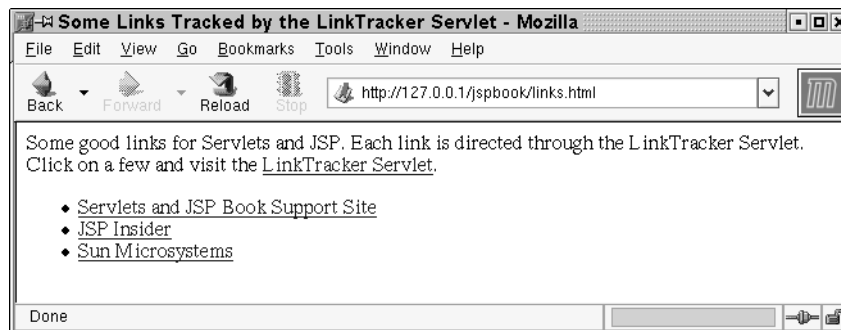 Some Links Tracked by the LinkTracker Servlet - Mozilla
File Edit View Go Bookmarks Tools Window Help
Back Forward Reload Stop http://127.0.0.1/jspbook/links.html
Some good links for Servlets and JSP. Each link is directed through the LinkTracker Servlet.
Click on a few and visit the LinkTracker Servlet.
• Servlets and JSP Book Support Site
• JSP Insider
• Sun Microsystems
Done